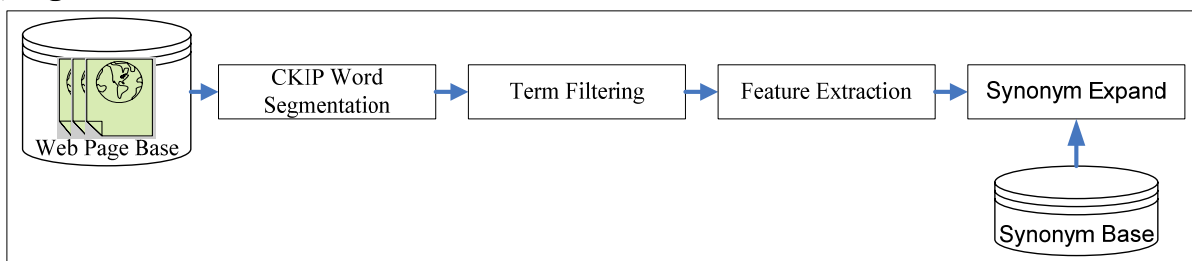 Web Page Base
CKIP Word
Segmentation
Term Filtering
Feature Extraction
Synonym Expand
Synonym Base